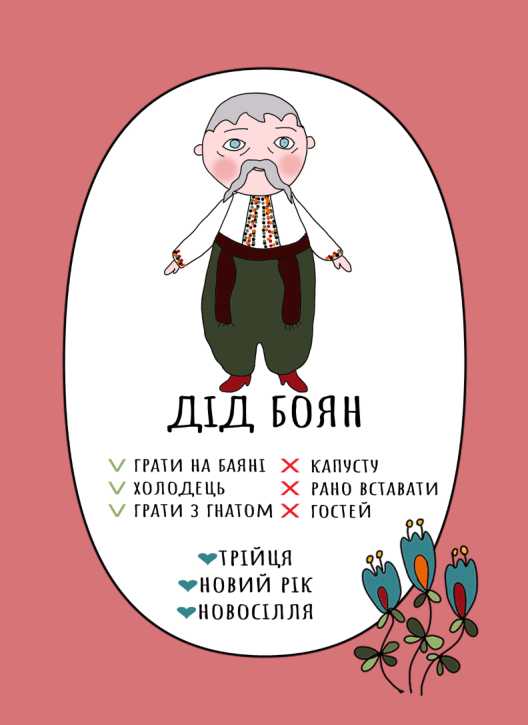 ДІД БОЯН
ГРАТИ НА БАЯНІ
ХОЛОДЕЦЬ
ГРАТИ З ГНАТОМ
КАПУСТУ
РАНО ВСТАВАТИ
ГОСТЕЙ
ТРІЙЦЯ
НОВИЙ РІК
НОВОСІЛЛЯ